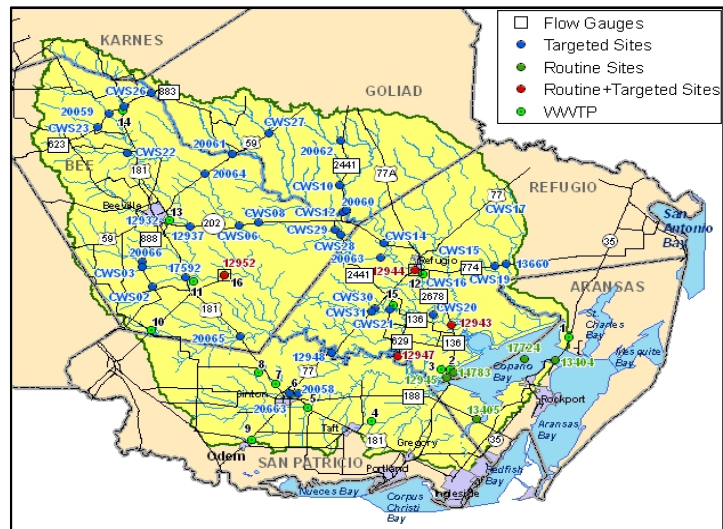 Flow Gauges
Targeted Sites
Routine Sites
Routine+Targeted Sites
WWTP
KARNES
GOLIAD
BEE
REFUGIO
ARANSAS
SAN PATRICIO
CWS26
883
20059
14
CWS23
623
CWS22
181
20061
59
CWS27
20062
2441
77A
20064
CWS10
77
CWS17
Beeville
13
12932
202
12937
CWS06
CWS08
CWS12
20060
CWS29
CWS28
CWS14
20063
59
888
20066
CWS03
17592
CWS02
11
12952
16
2441
12944
Refugio
12
CWS15
CWS16
774
CWS19
13660
35
San
Antonio
Bay
181
10
20065
CWS30
15
CWS31
CWS21
2678
136
CWS20
12943
629
136
12948
12947
1
St.
Charles
Bay
Mesquite
Bay
17724
Copano
Bay
13404
3
2
14783
12945
8
7
77
6
20058
Sinton
20663
5
188
Rockport
Aransas
Bay
13405
9
Odem
Taft
4
181
Gregory
35
Portland
Redfish
Bay
Ingleside
Nueces Bay
Corpus
Christi
Bay